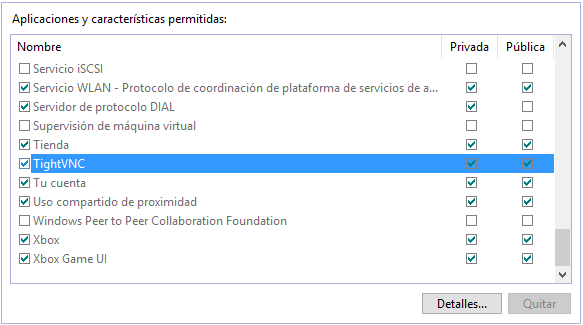 Aplicaciones y características permitidas:
Nombre Privada Pública
Servicio iSCSI
Servicio WLAN - Protocolo de coordinación de plataforma de servicios de a...
Servidor de protocolo DIAL
Supervisión de máquina virtual
Tienda
TightVNC
Tu cuenta
Uso compartido de proximidad
Windows Peer to Peer Collaboration Foundation
Xbox
Xbox Game UI
Detalles... Quitar